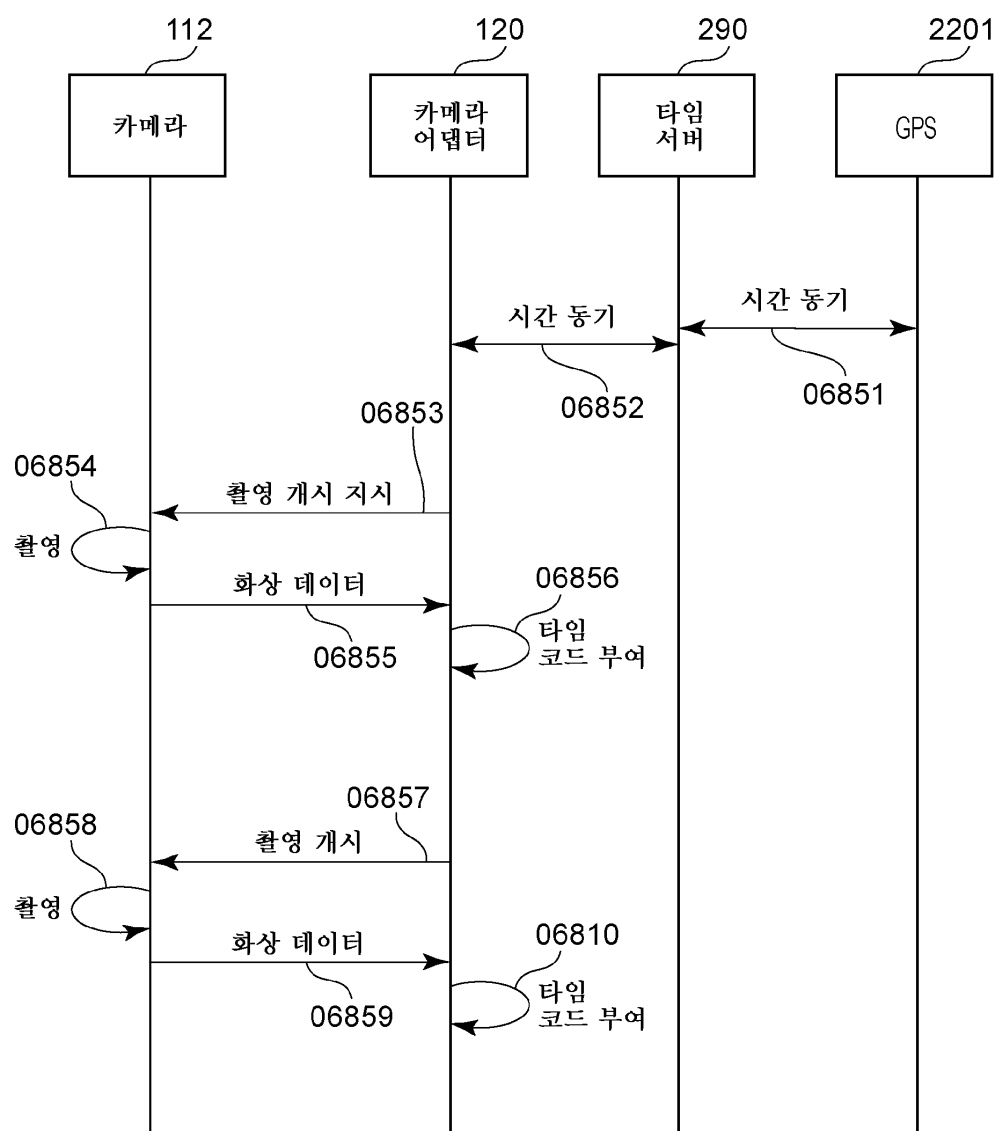 112
120
290
2201
카메라
카메라
어댑터
타임
서버
GPS
시간 동기
시간 동기
06851
06852
06853
06854
촬영 개시 지시
촬영
화상 데이터
06856
타임
코드 부여
06855
06857
06858
촬영 개시
촬영
화상 데이터
06810
타임
코드 부여
06859